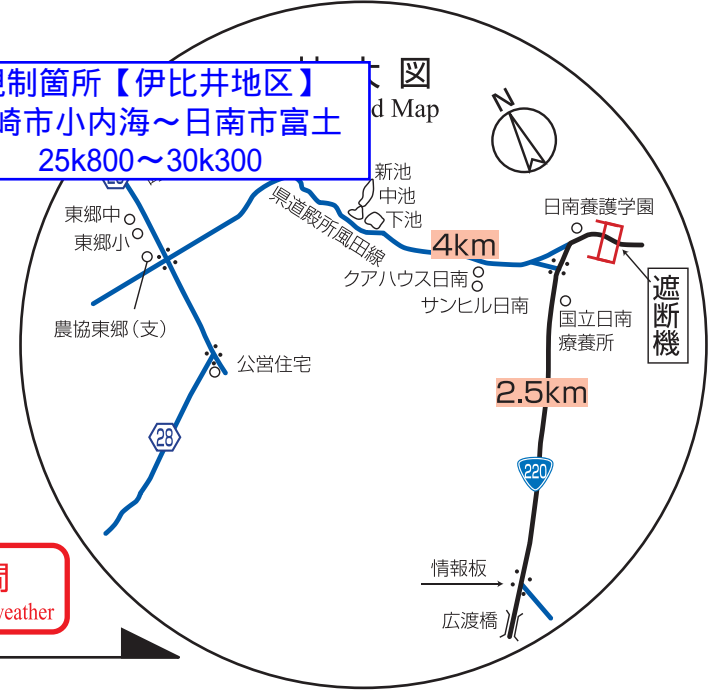 制箇所【伊比井地区】
崎市小内海～日南市富土
25k800～30k300
大図
d Map
N
新池
中池
下池
県道殿所風田線
東郷中
東郷小
農協東郷(支)
日南養護学園
4km
クアハウス日南
サンヒル日南
国立日南
療養所
遮断機
公営住宅
2.5km
28
220
情報板
広渡橋
間
weather